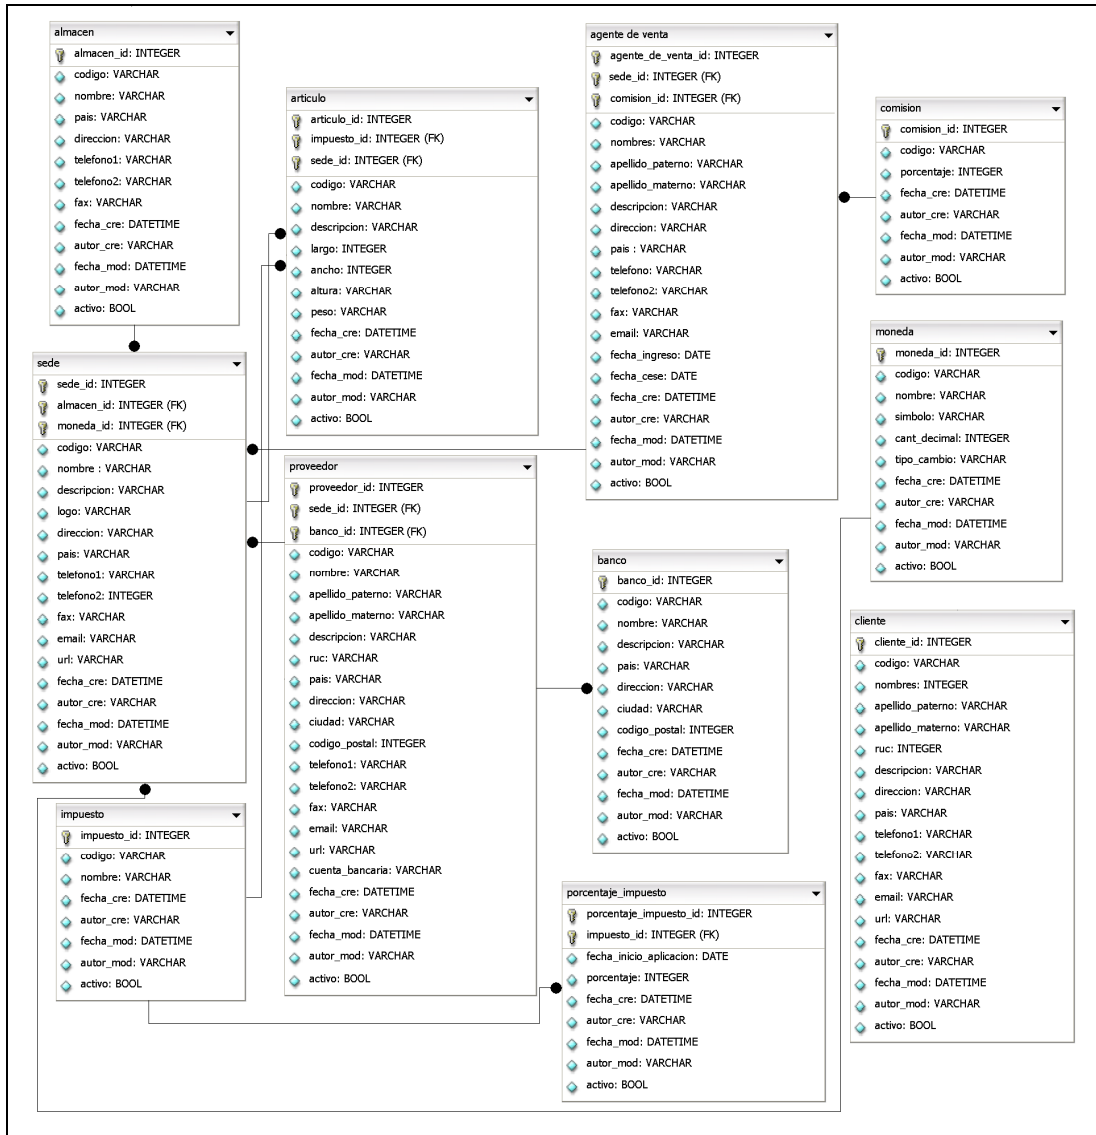 almacen
almacen_id: INTEGER
codigo: VARCHAR
nombre: VARCHAR
pais: VARCHAR
direccion: VARCHAR
telefono1: VARCHAR
telefono2: VARCHAR
fax: VARCHAR
fecha_cre: DATETIME
autor_cre: VARCHAR
fecha_mod: DATETIME
autor_mod: VARCHAR
activo: BOOL
sede
sede_id: INTEGER
almacen_id: INTEGER (FK)
moneda_id: INTEGER (FK)
codigo: VARCHAR
nombre : VARCHAR
descripcion: VARCHAR
logo: VARCHAR
direccion: VARCHAR
pais: VARCHAR
telefono1: VARCHAR
telefono2: INTEGER
fax: VARCHAR
email: VARCHAR
url: VARCHAR
fecha_cre: DATETIME
autor_cre: VARCHAR
fecha_mod: DATETIME
autor_mod: VARCHAR
activo: BOOL
impuesto
impuesto_id: INTEGER
codigo: VARCHAR
nombre: VARCHAR
fecha_cre: DATETIME
autor_cre: VARCHAR
fecha_mod: DATETIME
autor_mod: VARCHAR
activo: BOOL
articulo
articulo_id: INTEGER
impuesto_id: INTEGER (FK)
sede_id: INTEGER (FK)
codigo: VARCHAR
nombre: VARCHAR
descripcion: VARCHAR
largo: INTEGER
ancho: INTEGER
altura: VARCHAR
peso: VARCHAR
fecha_cre: DATETIME
autor_cre: VARCHAR
fecha_mod: DATETIME
autor_mod: VARCHAR
activo: BOOL
proveedor
proveedor_id: INTEGER
sede_id: INTEGER (FK)
banco_id: INTEGER (FK)
codigo: VARCHAR
nombre: VARCHAR
apellido_paterno: VARCHAR
apellido_materno: VARCHAR
descripcion: VARCHAR
ruc: VARCHAR
pais: VARCHAR
direccion: VARCHAR
ciudad: VARCHAR
codigo_postal: INTEGER
telefono1: VARCHAR
telefono2: VARCHAR
fax: VARCHAR
email: VARCHAR
url: VARCHAR
cuenta_bancaria: VARCHAR
fecha_cre: DATETIME
autor_cre: VARCHAR
fecha_mod: DATETIME
autor_mod: VARCHAR
activo: BOOL
agente de venta
agente_de_venta_id: INTEGER
sede_id: INTEGER (FK)
comision_id: INTEGER (FK)
codigo: VARCHAR
nombres: VARCHAR
apellido_paterno: VARCHAR
apellido_materno: VARCHAR
descripcion: VARCHAR
direccion: VARCHAR
pais : VARCHAR
telefono: VARCHAR
telefono2: VARCHAR
fax: VARCHAR
email: VARCHAR
fecha_ingreso: DATE
fecha_cese: DATE
fecha_cre: DATETIME
autor_cre: VARCHAR
fecha_mod: DATETIME
autor_mod: VARCHAR
activo: BOOL
banco
banco_id: INTEGER
codigo: VARCHAR
nombre: VARCHAR
descripcion: VARCHAR
pais: VARCHAR
direccion: VARCHAR
ciudad: VARCHAR
codigo_postal: INTEGER
fecha_cre: DATETIME
autor_cre: VARCHAR
fecha_mod: DATETIME
autor_mod: VARCHAR
activo: BOOL
porcentaje_impuesto
porcentaje_impuesto_id: INTEGER
impuesto_id: INTEGER (FK)
fecha_inicio_aplicacion: DATE
porcentaje: INTEGER
fecha_cre: DATETIME
autor_cre: VARCHAR
fecha_mod: DATETIME
autor_mod: VARCHAR
activo: BOOL
comision
comision_id: INTEGER
codigo: VARCHAR
porcentaje: INTEGER
fecha_cre: DATETIME
autor_cre: VARCHAR
fecha_mod: DATETIME
autor_mod: VARCHAR
activo: BOOL
moneda
moneda_id: INTEGER
codigo: VARCHAR
nombre: VARCHAR
simbolo: VARCHAR
cant_decimal: INTEGER
tipo_cambio: VARCHAR
fecha_cre: DATETIME
autor_cre: VARCHAR
fecha_mod: DATETIME
autor_mod: VARCHAR
activo: BOOL
cliente
cliente_id: INTEGER
codigo: VARCHAR
nombres: INTEGER
apellido_paterno: VARCHAR
apellido_materno: VARCHAR
ruc: INTEGER
descripcion: VARCHAR
direccion: VARCHAR
pais: VARCHAR
telefono1: VARCHAR
telefono2: VARCHAR
fax: VARCHAR
email: VARCHAR
url: VARCHAR
fecha_cre: DATETIME
autor_cre: VARCHAR
fecha_mod: DATETIME
autor_mod: VARCHAR
activo: BOOL